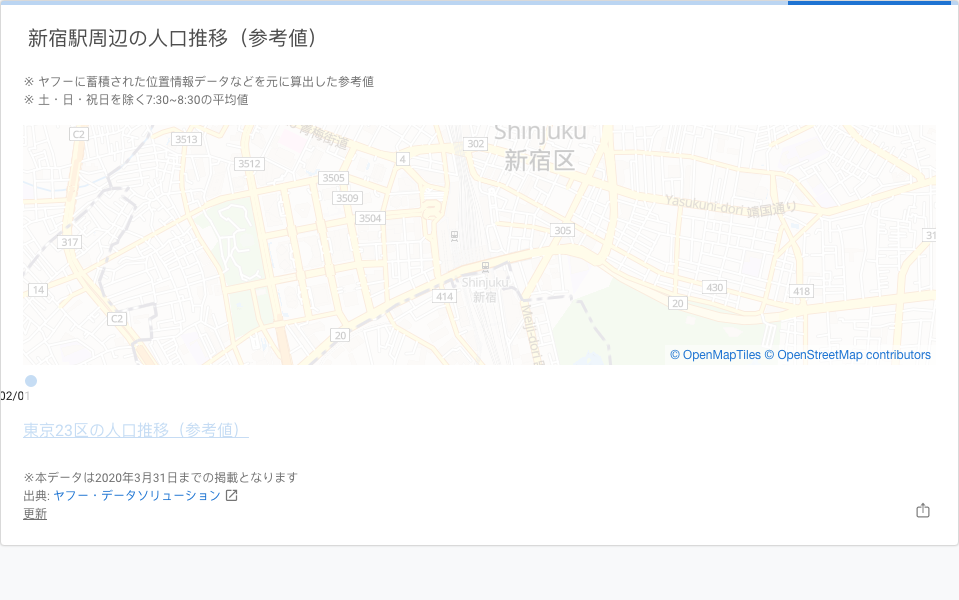 新宿駅周辺の人口推移（参考値）
※ ヤフーに蓄積された位置情報データなどを元に算出した参考値
※ 土・日・祝日を除く7:30~8:30の平均値
Shinjuku
新宿区
C2
3513
青梅街道
302
4
3512
3505
3509
3504
Yasukuni-dori 靖国通り
305
317
31
Shinjuku
新宿
14
414
430
418
20
C2
20
Meiji-dori
© OpenMapTiles © OpenStreetMap contributors
02/01
東京23区の人口推移（参考値）
※本データは2020年3月31日までの掲載となります
出典: ヤフー・データソリューション
更新